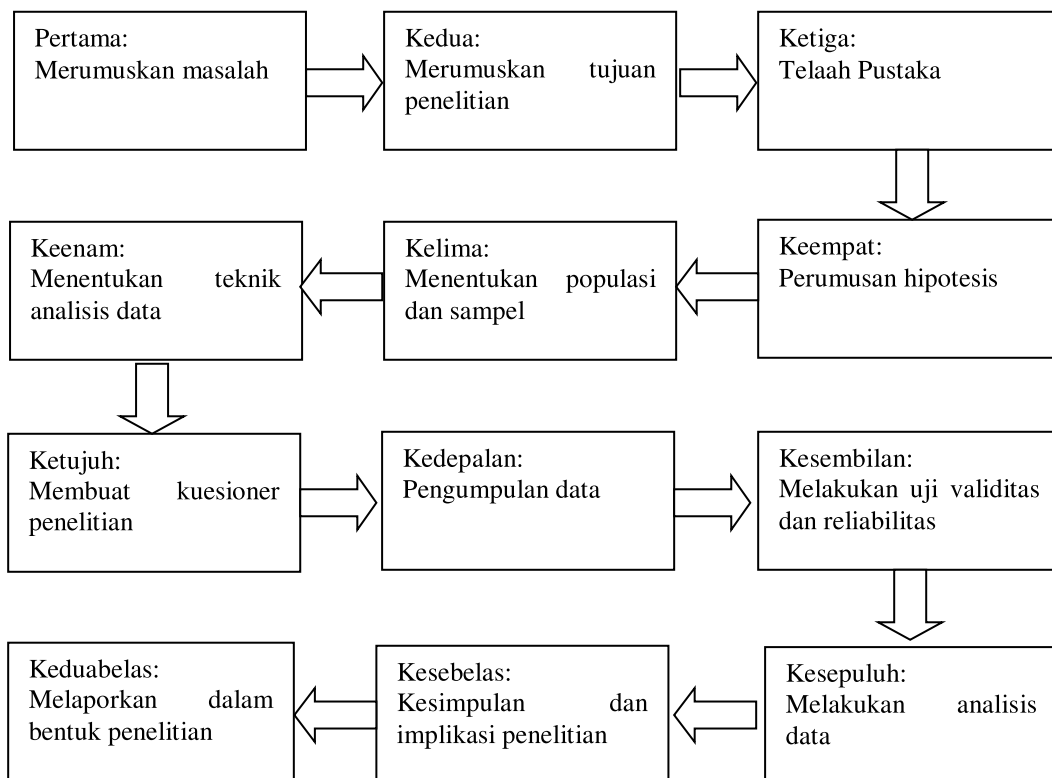 Pertama:
Merumuskan masalah
Kedua:
Merumuskan tujuan
penelitian
Ketiga:
Telaah Pustaka
Keempat:
Perumusan hipotesis
Kelima:
Menentukan populasi
dan sampel
Keenam:
Menentukan teknik
analisis data
Ketujuh:
Membuat kuesioner
penelitian
Kedepalan:
Pengumpulan data
Kesembilan:
Melakukan uji validitas
dan reliabilitas
Kesepuluh:
Melakukan analisis
data
Kesebelas:
Kesimpulan dan
implikasi penelitian
Keduabelas:
Melaporkan dalam
bentuk penelitian